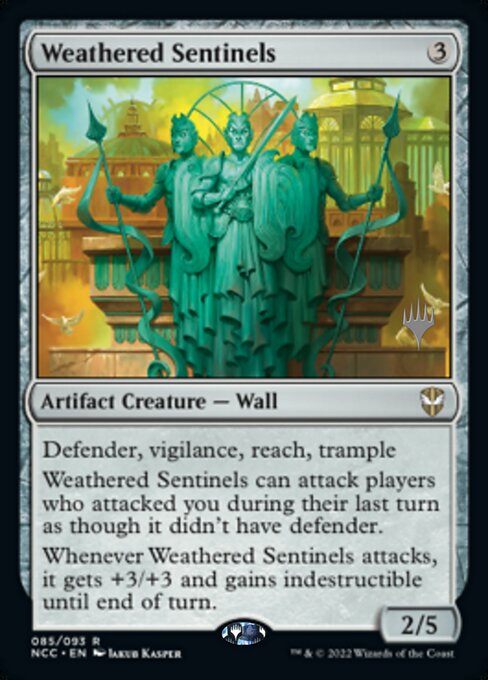 Weathered Sentinels 3
Artifact Creature — Wall
Defender, vigilance, reach, trample
Weathered Sentinels can attack players
who attacked you during their last turn
as though it didn't have defender.
Whenever Weathered Sentinels attacks,
it gets +3/+3 and gains indestructible
until end of turn.
2/5
085/093 R
NCC • EN Jakub Kasper
™ & © 2022 Wizards of the Coast